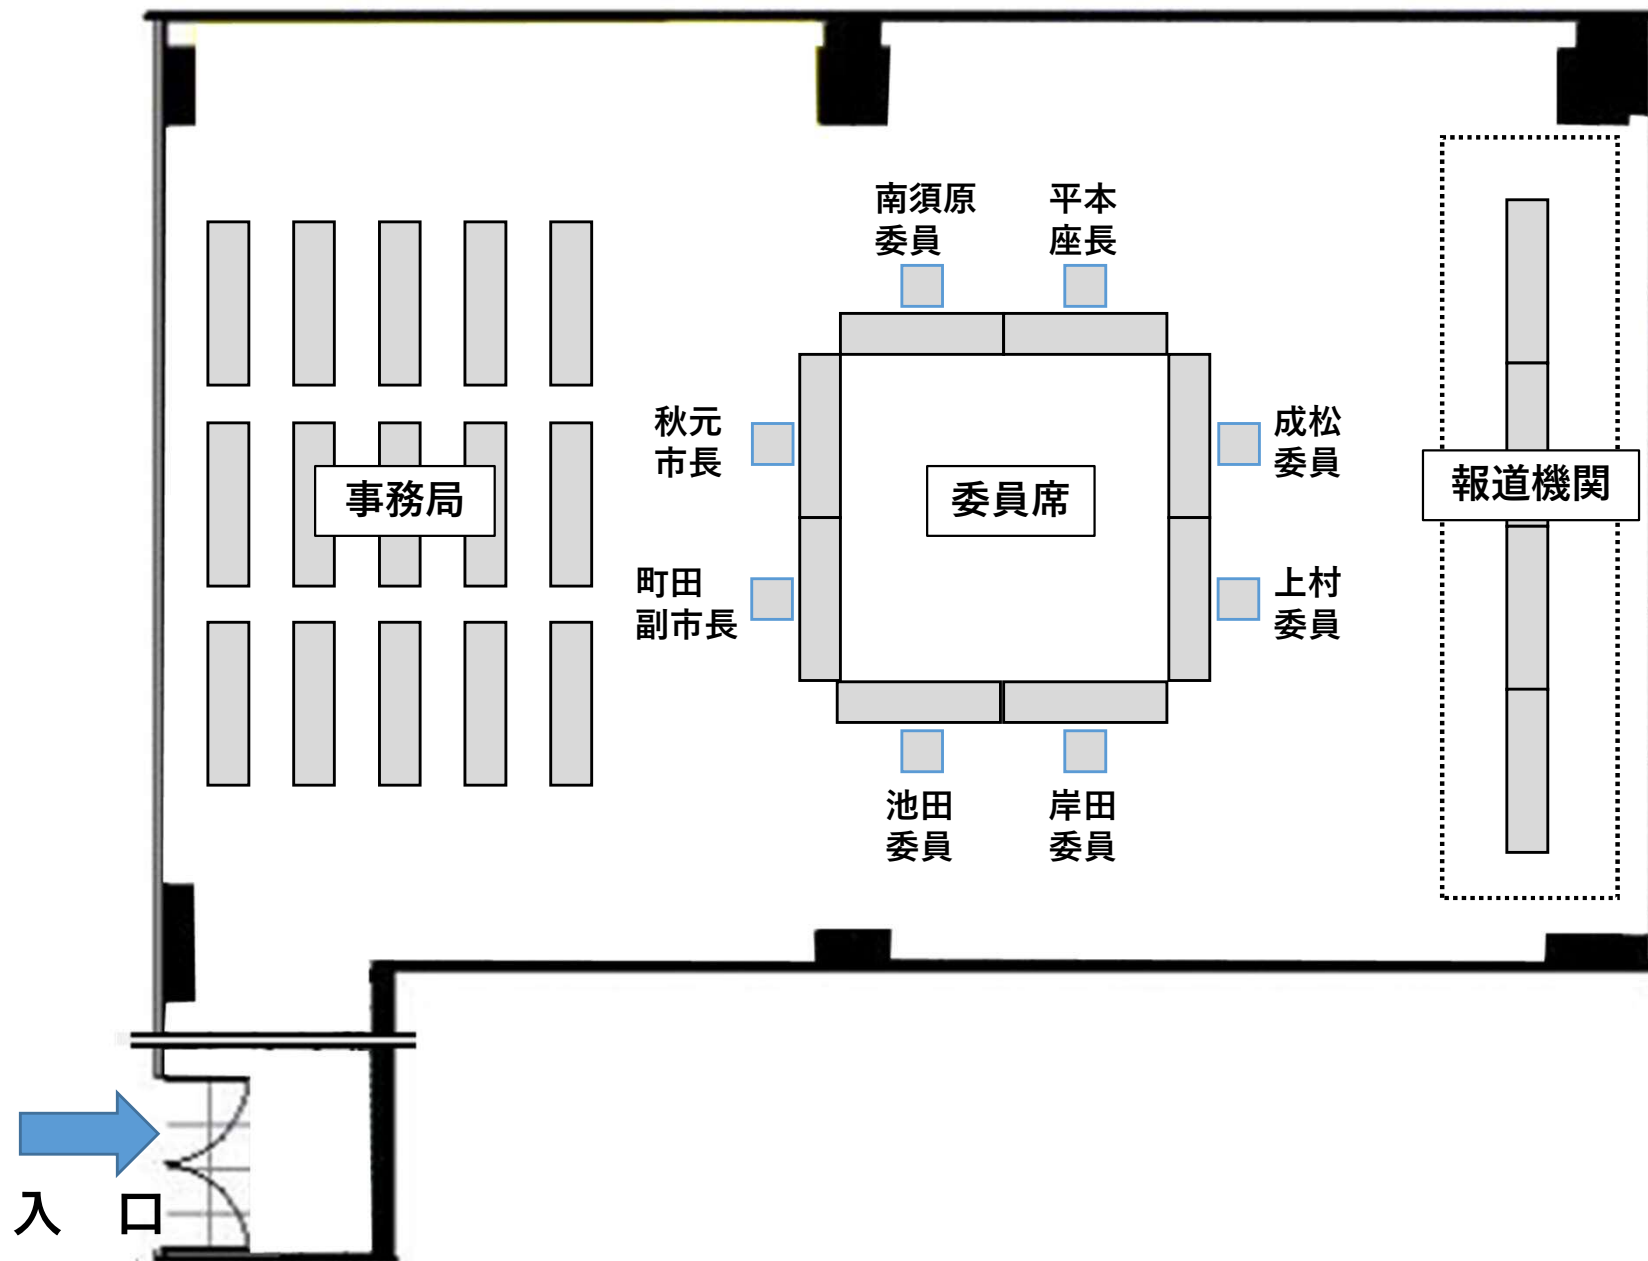 南須原
委員
平本
座長
秋元
市長
成松
委員
事務局
委員席
報道機関
町田
副市長
上村
委員
池田
委員
岸田
委員
入　口